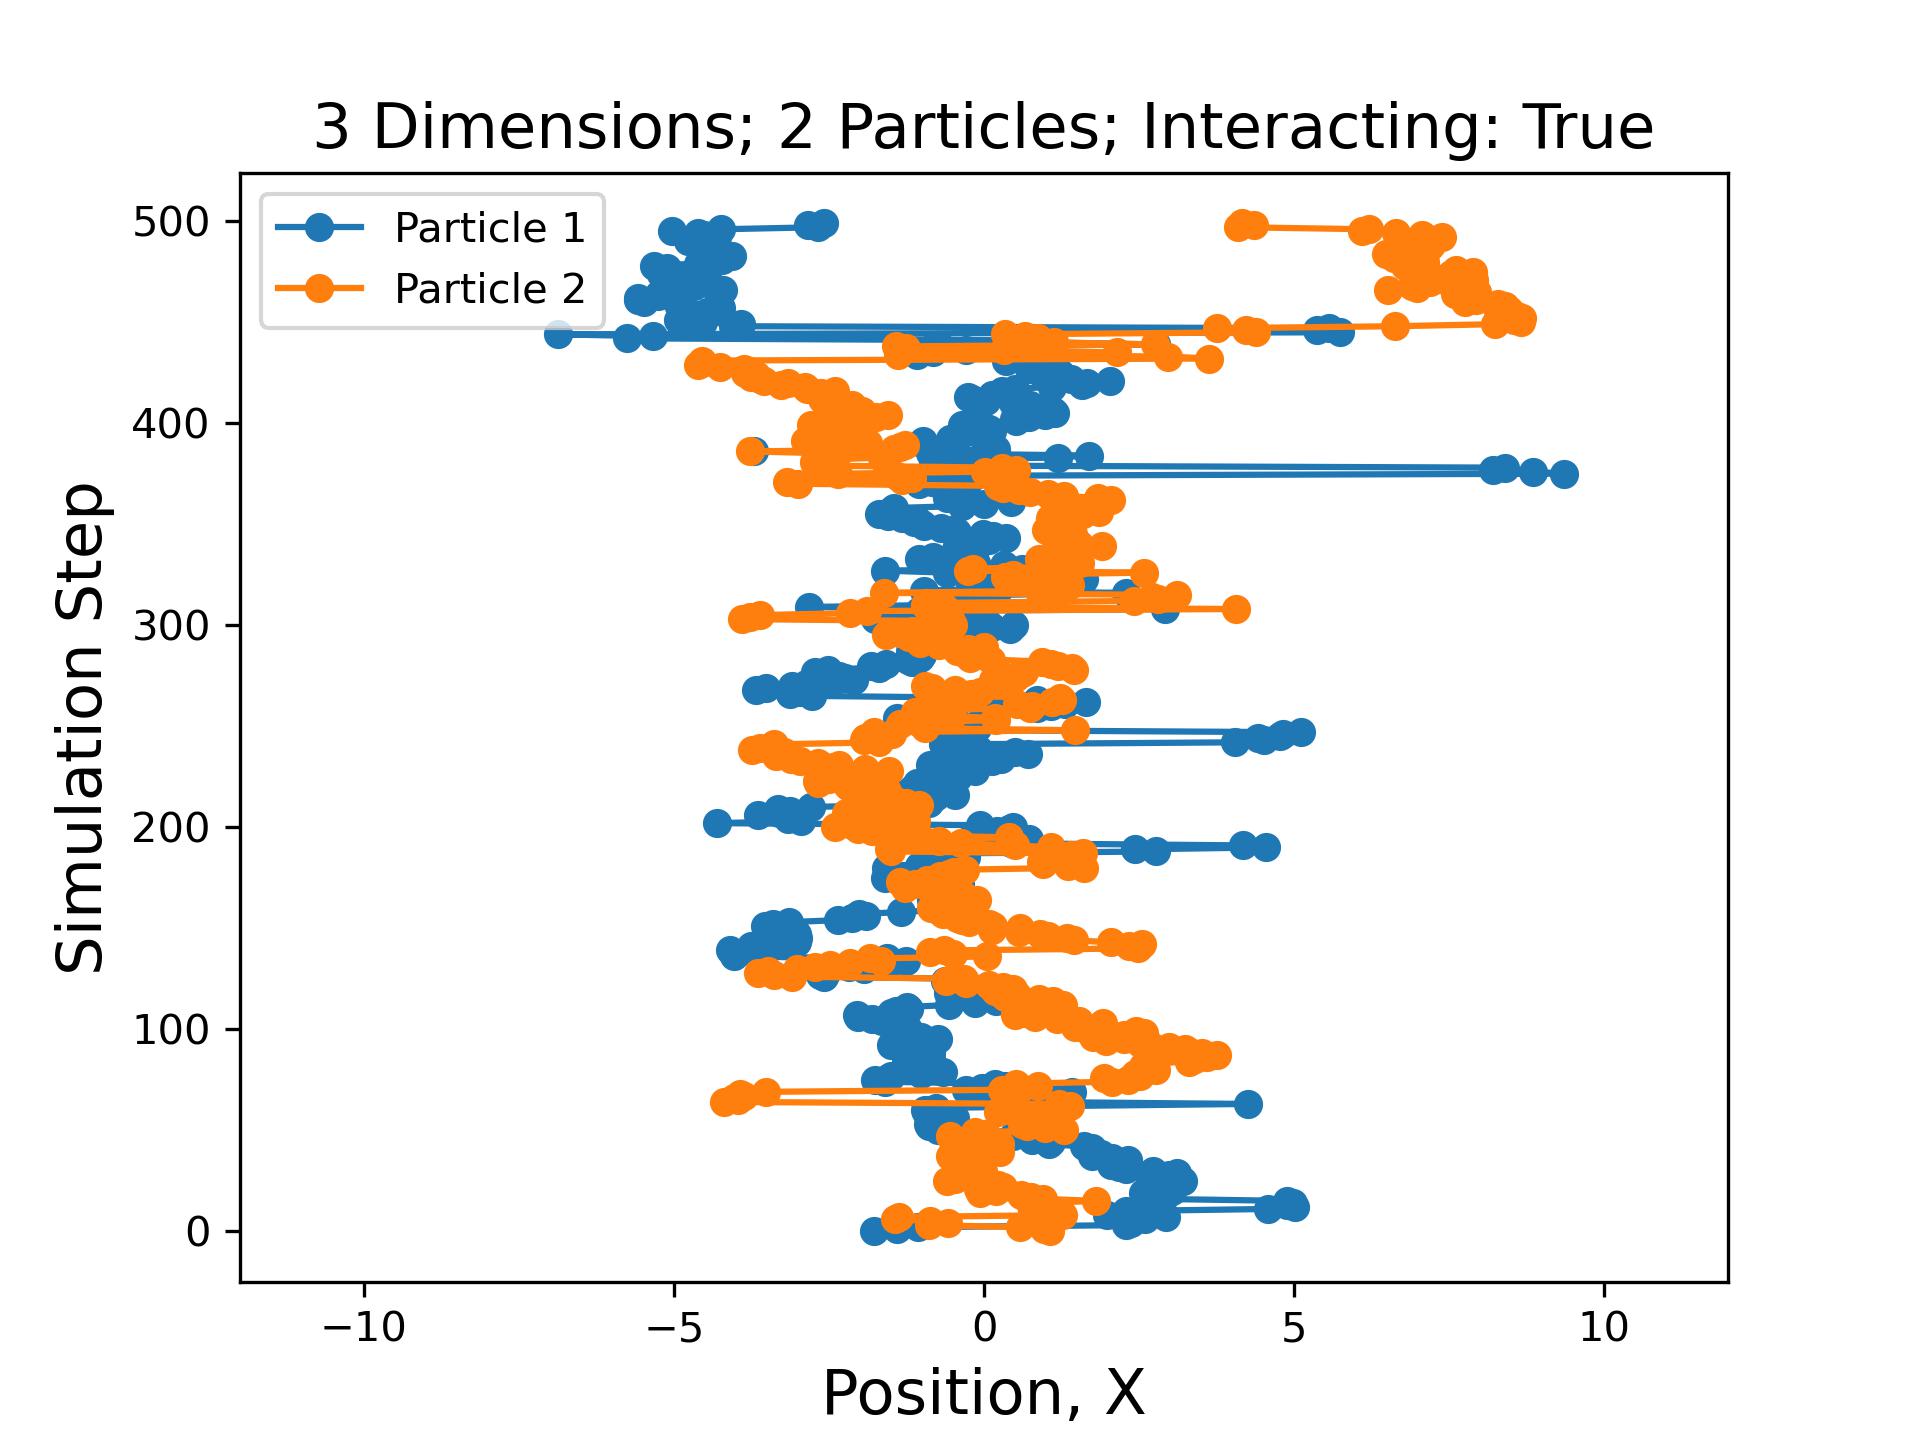 3 Dimensions; 2 Particles; Interacting: True
Particle 1
Particle 2
Simulation Step
500
400
300
200
100
0
−10
−5
0
5
10
Position, X